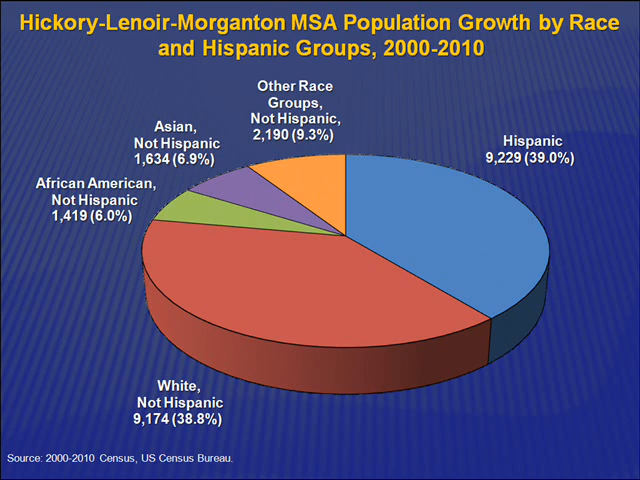 Hickory-Lenoir-Morganton MSA Population Growth by Race
and Hispanic Groups, 2000-2010
Other Race
Groups,
Not Hispanic,
2,190 (9.3%)
Asian,
Not Hispanic
1,634 (6.9%)
Hispanic
9,229 (39.0%)
African American,
Not Hispanic
1,419 (6.0%)
White,
Not Hispanic
9,174 (38.8%)
Source: 2000-2010 Census, US Census Bureau.